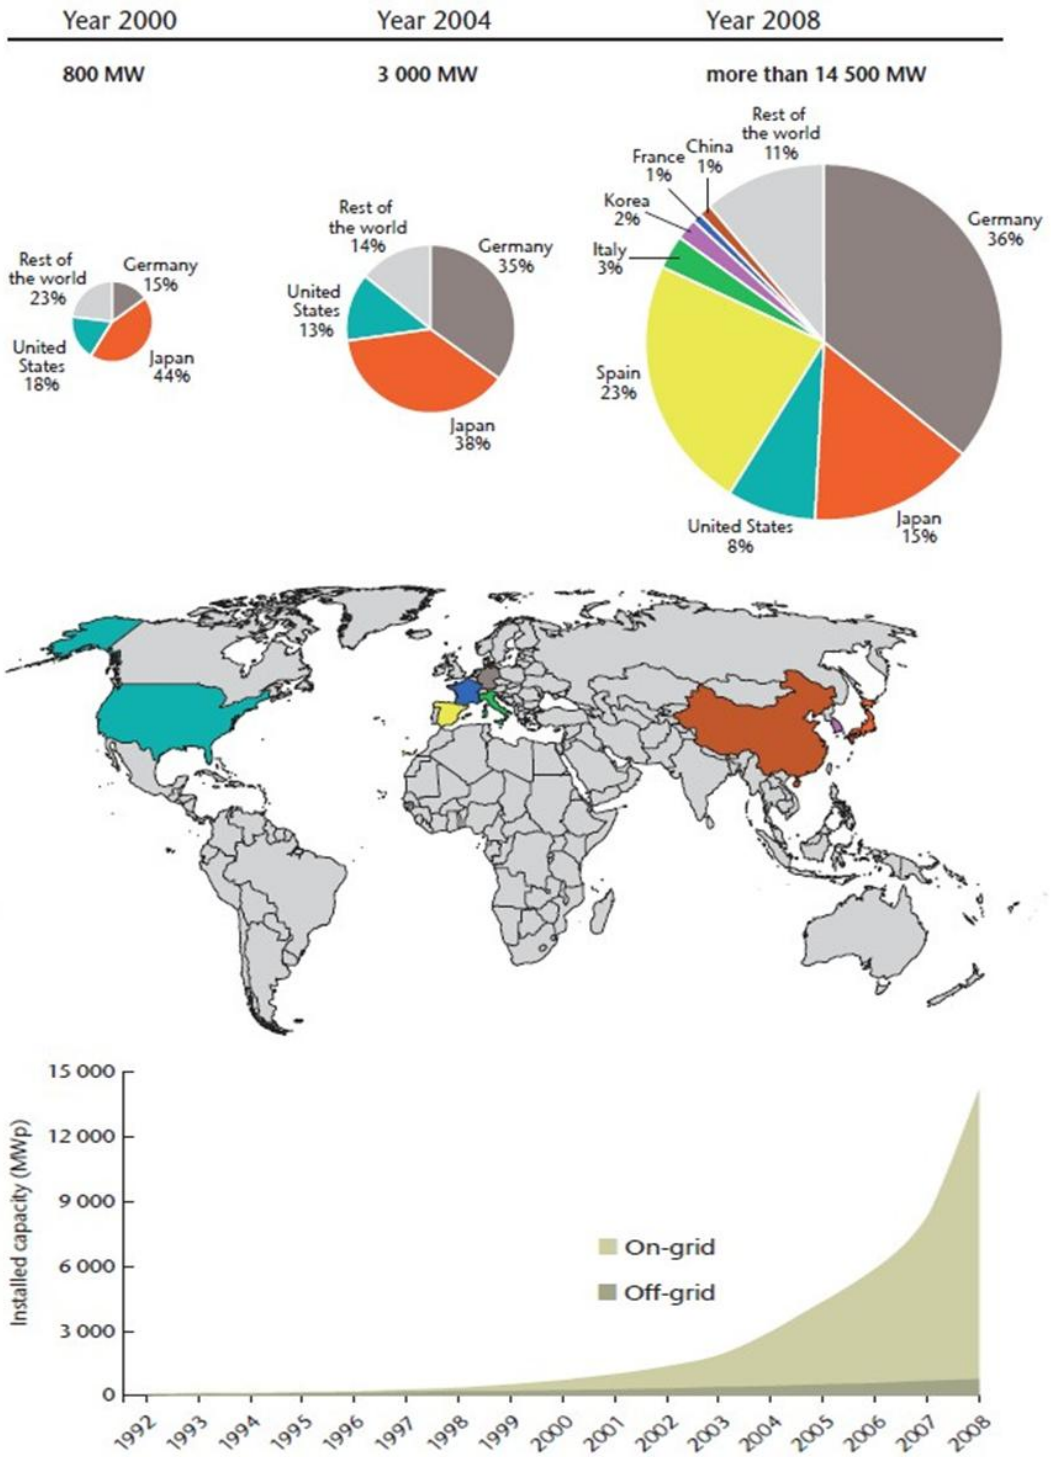 Year 2000
Year 2004
Year 2008
800 MW
3 000 MW
more than 14 500 MW
Rest of
the world
23%
Germany
15%
Japan
44%
United
States
18%
Rest of
the world
14%
Germany
35%
Japan
38%
United
States
13%
Rest of
the world
11%
China
1%
France
1%
Korea
2%
Italy
3%
Spain
23%
United States
8%
Japan
15%
Germany
36%
Installed capacity (MWp)
15 000
12 000
9 000
6 000
3 000
0
On-grid
Off-grid
1992
1993
1994
1995
1996
1997
1998
1999
2000
2001
2002
2003
2004
2005
2006
2007
2008